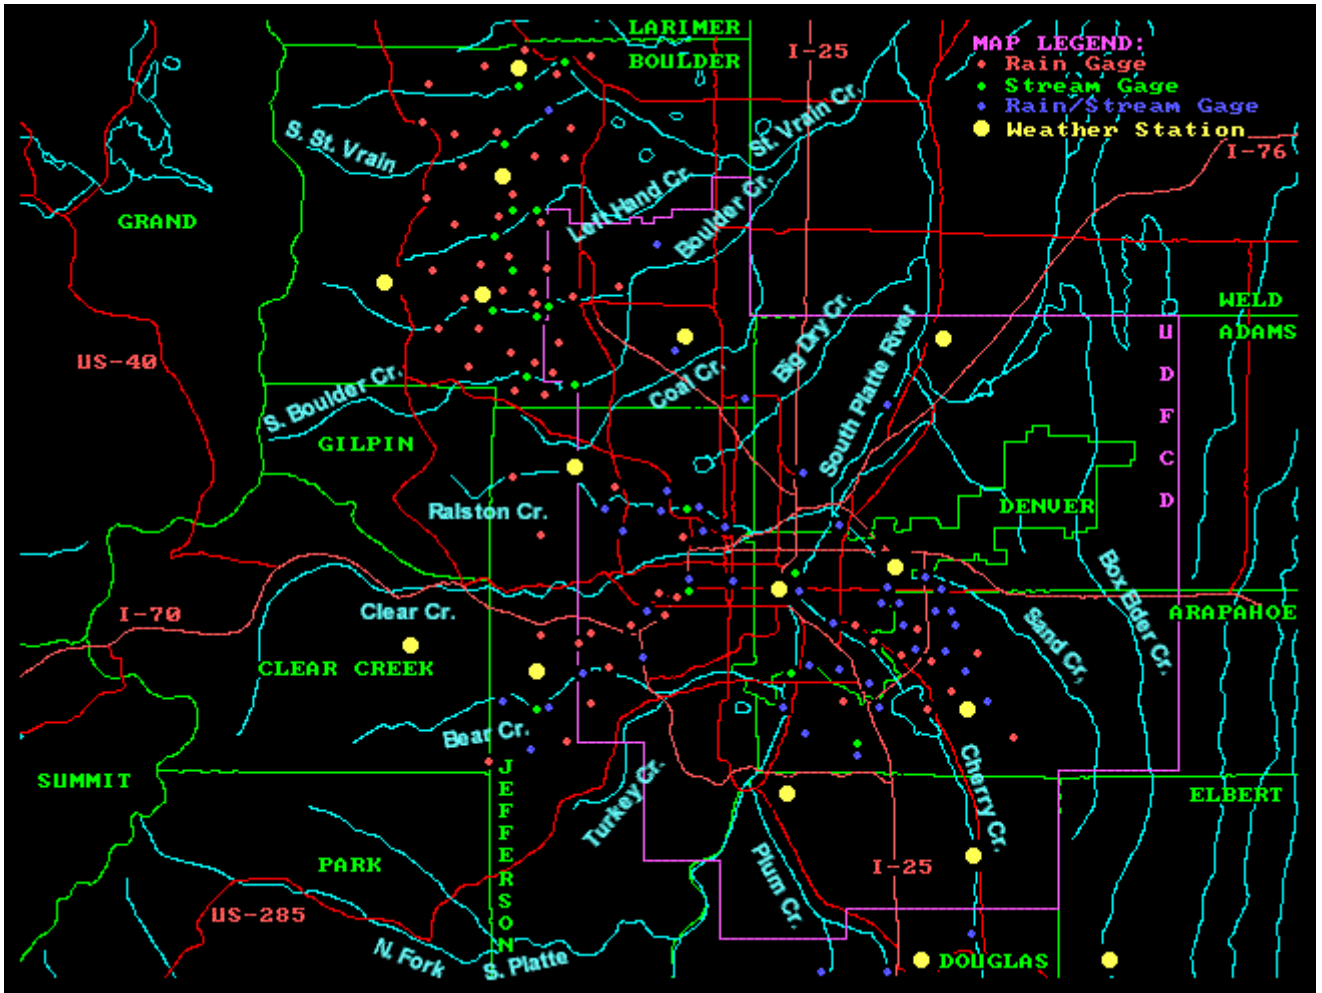 LARIMER
BOULDER
I-25
MAP LEGEND:
Rain Gage
Stream Gage
Rain/Stream Gage
Weather Station
I-76
S. St. Vrain
St. Vrain Cr.
Left Hand Cr.
Boulder Cr.
GRAND
WELD
ADAMS
UDFCD
US-40
Big Dry Cr.
South Platte River
Coal Cr.
S. Boulder Cr.
GILPIN
Ralston Cr.
DENVER
Box Elder Cr.
I-70
Clear Cr.
ARAPAHOE
Sand Cr,
CLEAR CREEK
Bear Cr.
SUMMIT
JEFFERSON
Turkey Cr.
Cherry Cr.
ELBERT
PARK
Plum Cr.
I-25
US-285
N. Fork
S. Platte
DOUGLAS